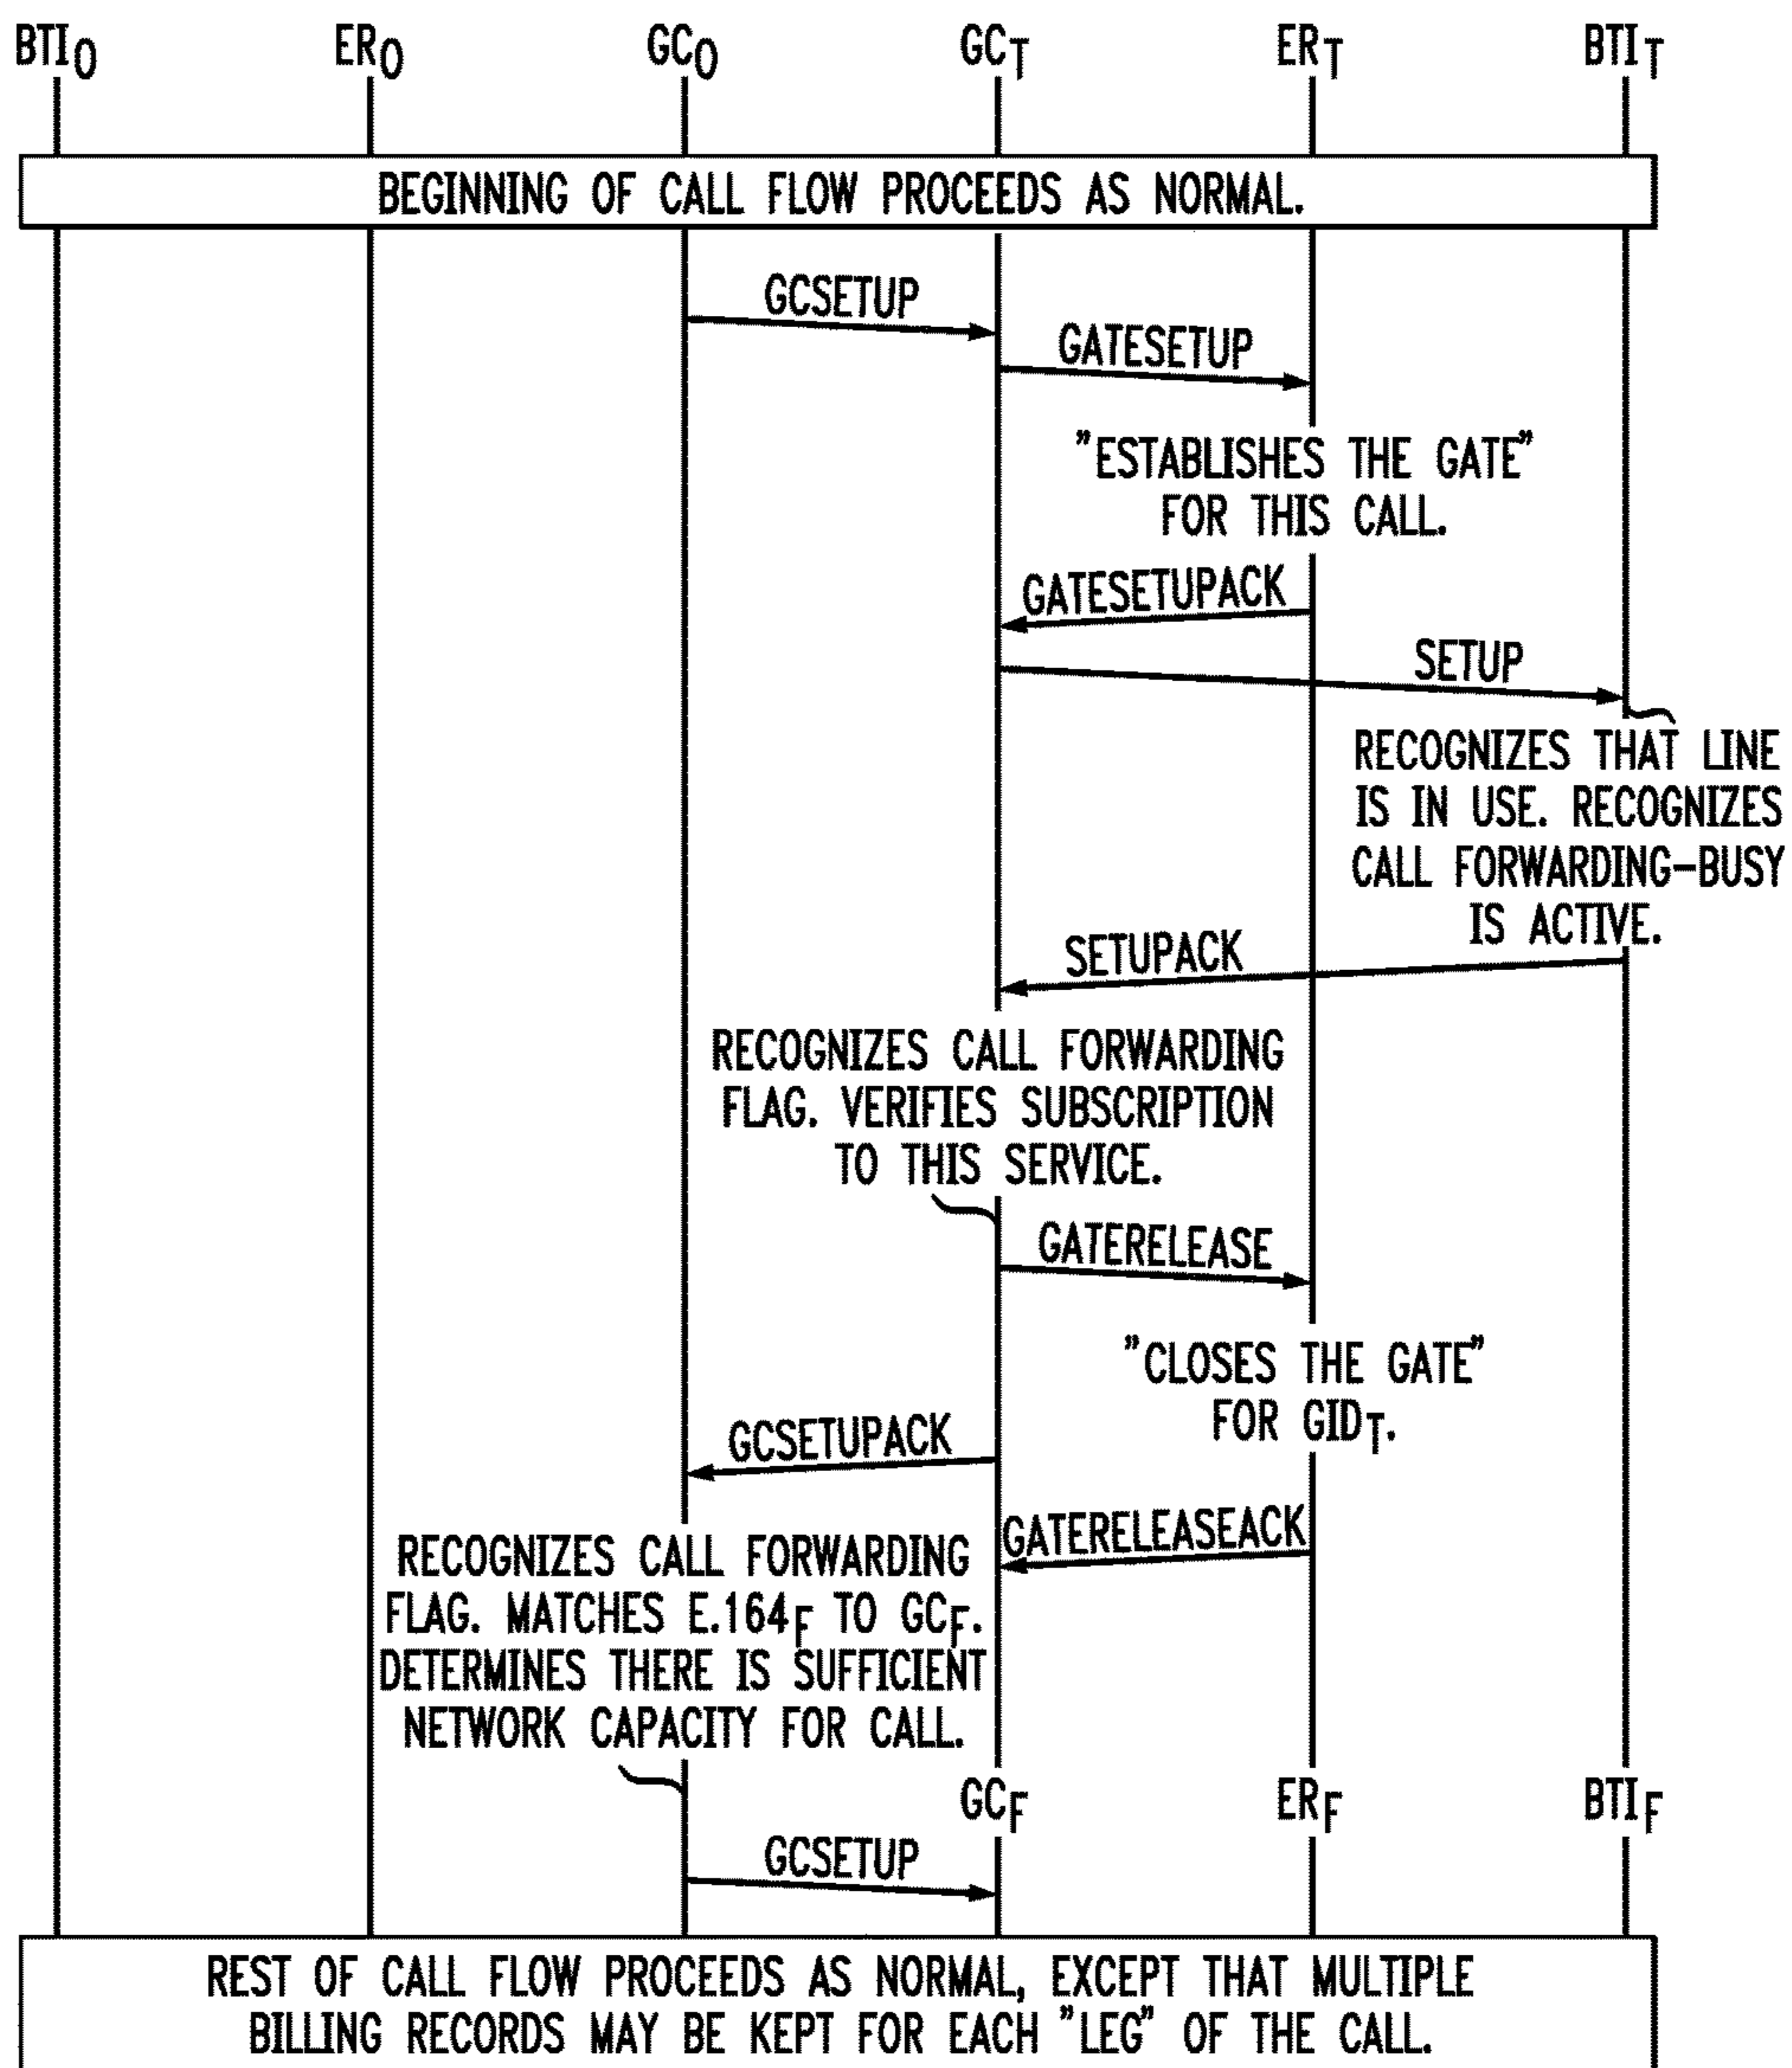 BTIO ERO GCO GCT ERT BTIT
BEGINNING OF CALL FLOW PROCEEDS AS NORMAL.
GCSETUP
GATESETUP
"ESTABLISHES THE GATE"
FOR THIS CALL.
GATESETUPACK
SETUP
RECOGNIZES THAT LINE
IS IN USE. RECOGNIZES
CALL FORWARDING-BUSY
IS ACTIVE.
SETUPACK
RECOGNIZES CALL FORWARDING
FLAG. VERIFIES SUBSCRIPTION
TO THIS SERVICE.
GATERELEASE
"CLOSES THE GATE"
FOR GIDT.
GCSETUPACK
GATERELEASEACK
RECOGNIZES CALL FORWARDING
FLAG. MATCHES E.164F TO GCF.
DETERMINES THERE IS SUFFICIENT
NETWORK CAPACITY FOR CALL.
GCF ERF BTIF
GCSETUP
REST OF CALL FLOW PROCEEDS AS NORMAL, EXCEPT THAT MULTIPLE
BILLING RECORDS MAY BE KEPT FOR EACH "LEG" OF THE CALL.